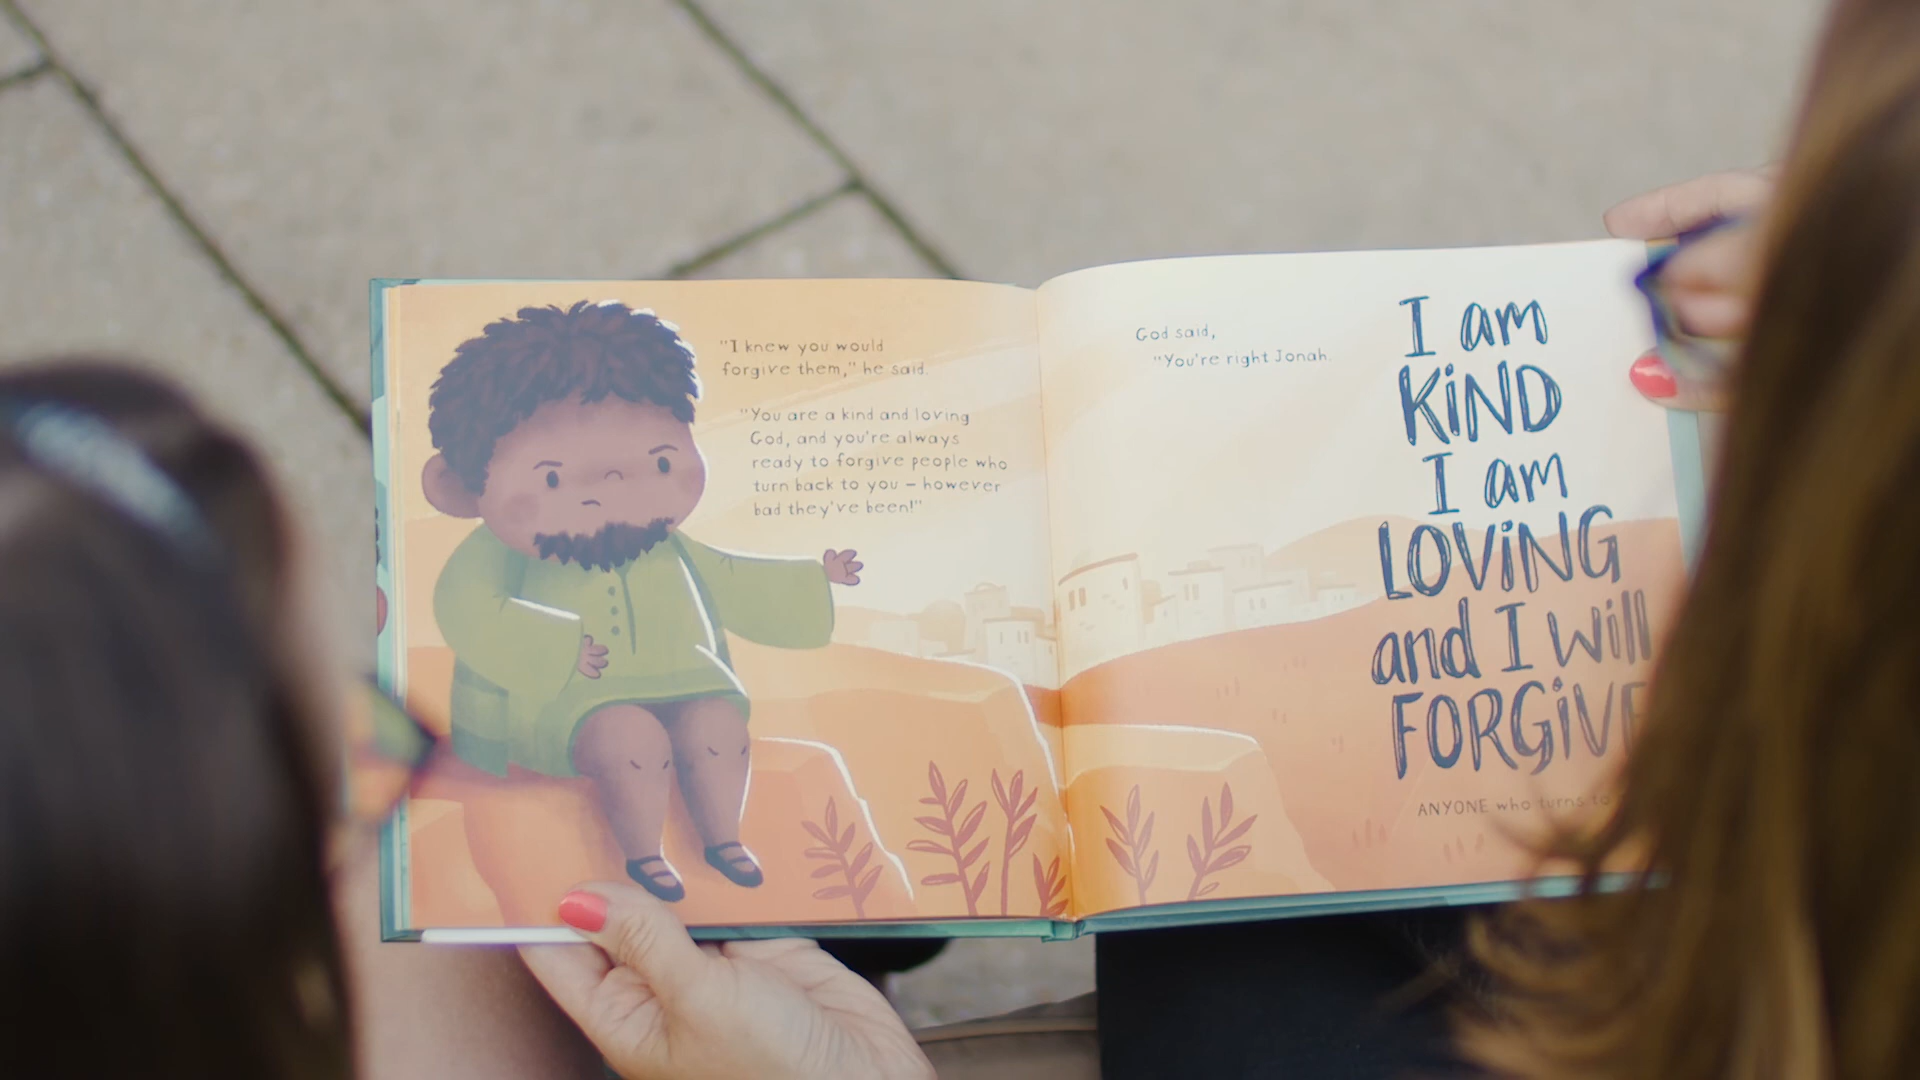 "I knew you would
forgive them," he said.
"You are a kind and loving
God, and you're always
ready to forgive people who
turn back to you – however
bad they've been!"
God said,
"You're right Jonah.
I am
KiND
I am
LOViNG
and I will
FORGiVE
ANYONE who turns to